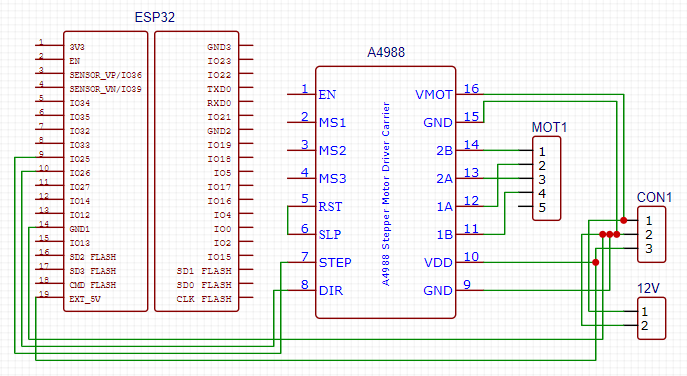 ESP32
1 3V3
2 EN
3 SENSOR_VP/IO36
4 SENSOR_VN/IO39
5 IO34
6 IO35
7 IO32
8 IO33
9 IO25
10 IO26
11 IO27
12 IO14
13 IO12
14 GND1
15 IO13
16 SD2 FLASH
17 SD3 FLASH
18 CMD FLASH
19 EXT_5V
GND3
IO23
IO22
TXD0
RXD0
IO21
GND2
IO19
IO18
IO5
IO17
IO16
IO4
IO0
IO2
IO15
SD1 FLASH
SD0 FLASH
CLK FLASH
A4988
1 EN
2 MS1
3 MS2
4 MS3
5 RST
6 SLP
7 STEP
8 DIR
A4988 Stepper Motor Driver Carrier
VMOT 16
GND 15
2B 14
2A 13
1A 12
1B 11
VDD 10
GND 9
MOT1
1
2
3
4
5
CON1
1
2
3
12V
1
2